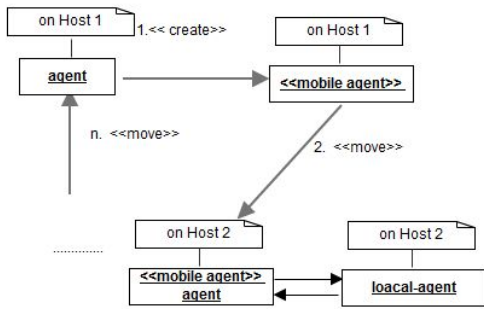 on Host 1
1.<< create>>
on Host 1
agent
<<mobile agent>>
n. <<move>>
2. <<move>>
on Host 2
on Host 2
..............
<<mobile agent>>
agent
loacal-agent